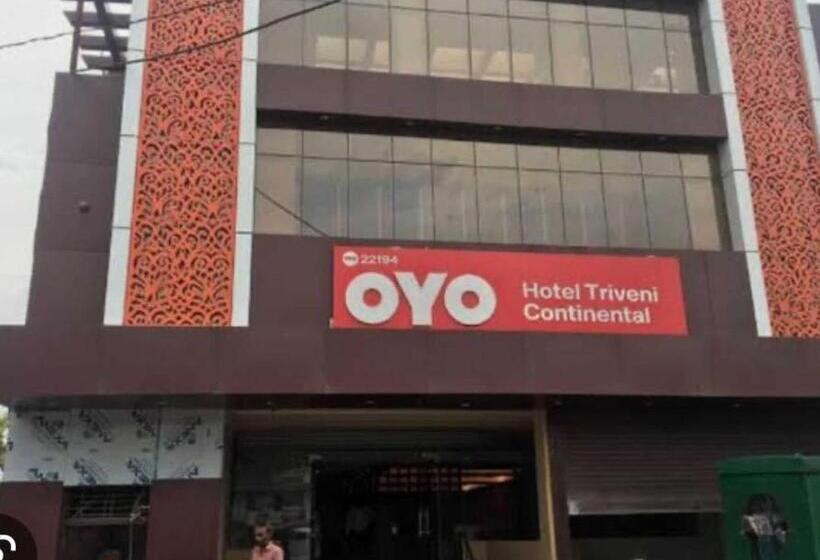 22194
OYO
Hotel Triveni
Continental